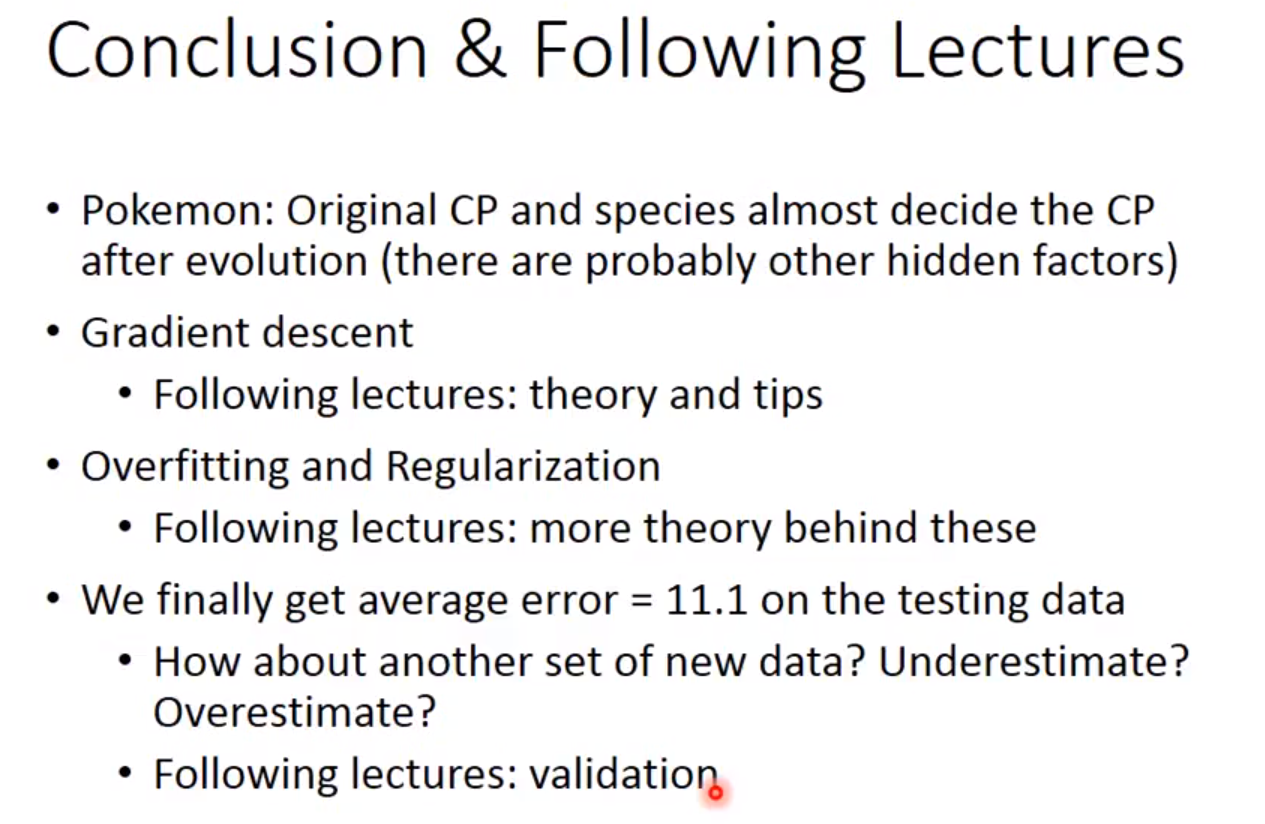 Conclusion & Following Lectures
• Pokemon: Original CP and species almost decide the CP
after evolution (there are probably other hidden factors)
• Gradient descent
• Following lectures: theory and tips
• Overfitting and Regularization
• Following lectures: more theory behind these
• We finally get average error = 11.1 on the testing data
• How about another set of new data? Underestimate?
Overestimate?
• Following lectures: validation